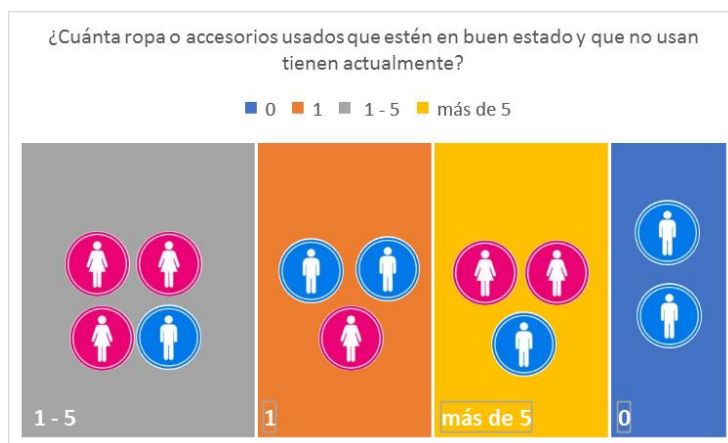 ¿Cuánta ropa o accesorios usados que estén en buen estado y que no usan
tienen actualmente?
0 1 1 - 5 más de 5
1 - 5 1 más de 5 0